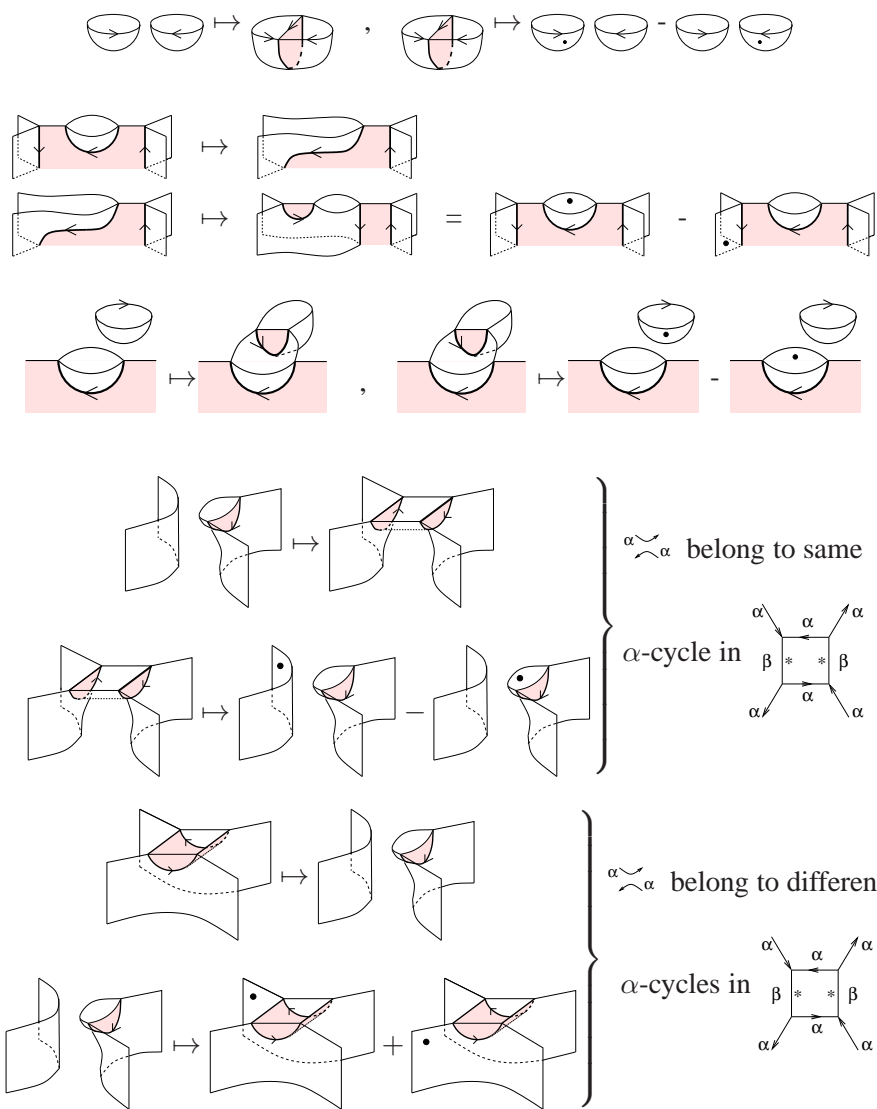 ↦ , ↦ -
↦
↦ = -
↦ , ↦ -
↦
α α belong to same
α α
α
α-cycle in β * * β
α
α α
↦ −
↦
α α belong to differen
α α
α
α-cycles in β * * β
α
α α
↦ +